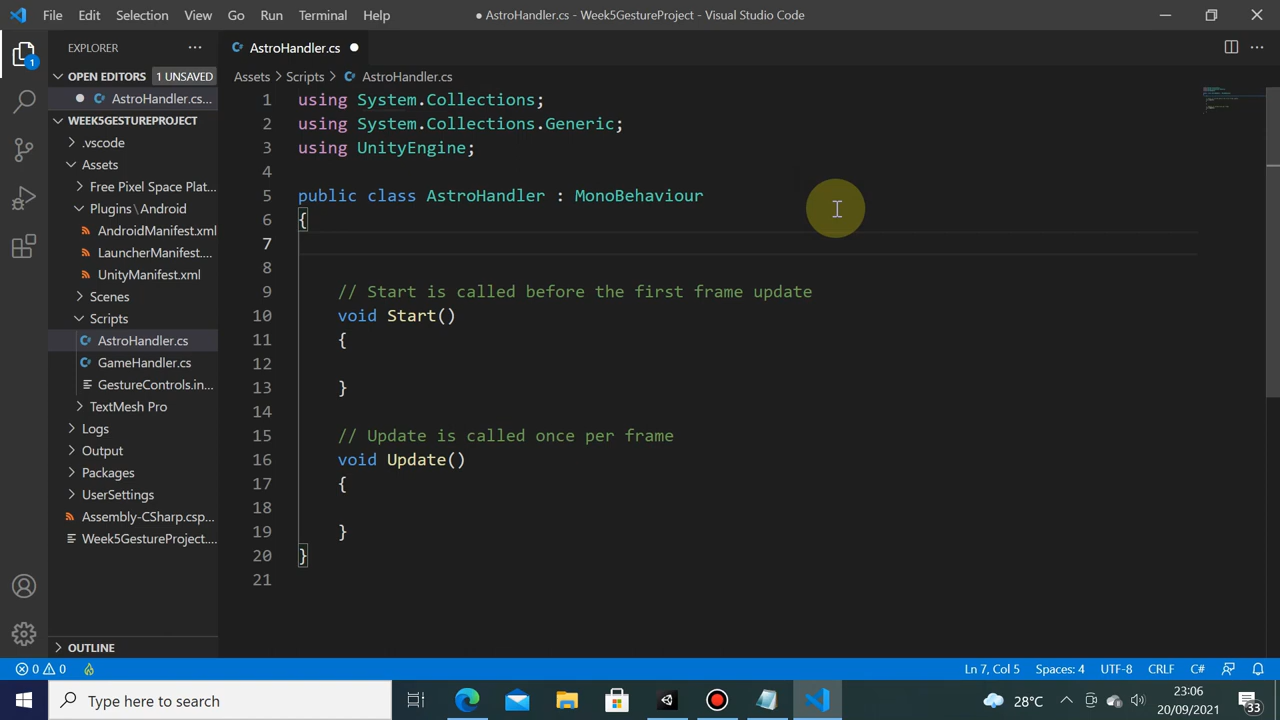 File Edit Selection View Go Run Terminal Help ● AstroHandler.cs - Week5GestureProject - Visual Studio Code
EXPLORER ···
AstroHandler.cs
OPEN EDITORS 1 UNSAVED
AstroHandler.cs...
WEEK5GESTUREPROJECT
.vscode
Assets
Free Pixel Space Plat...
Plugins\Android
AndroidManifest.xml
LauncherManifest....
UnityManifest.xml
Scenes
Scripts
AstroHandler.cs
GameHandler.cs
GestureControls.in...
TextMesh Pro
Logs
Output
Packages
UserSettings
Assembly-CSharp.csp...
Week5GestureProject....
OUTLINE
1
Assets > Scripts > AstroHandler.cs
1 using System.Collections;
2 using System.Collections.Generic;
3 using UnityEngine;
4
5 public class AstroHandler : MonoBehaviour
6 {
7
8
9 // Start is called before the first frame update
10 void Start()
11 {
12
13 }
14
15 // Update is called once per frame
16 void Update()
17 {
18
19 }
20 }
21
0 0 Ln 7, Col 5 Spaces: 4 UTF-8 CRLF C#
Type here to search 28°C 23:06
20/09/2021 33